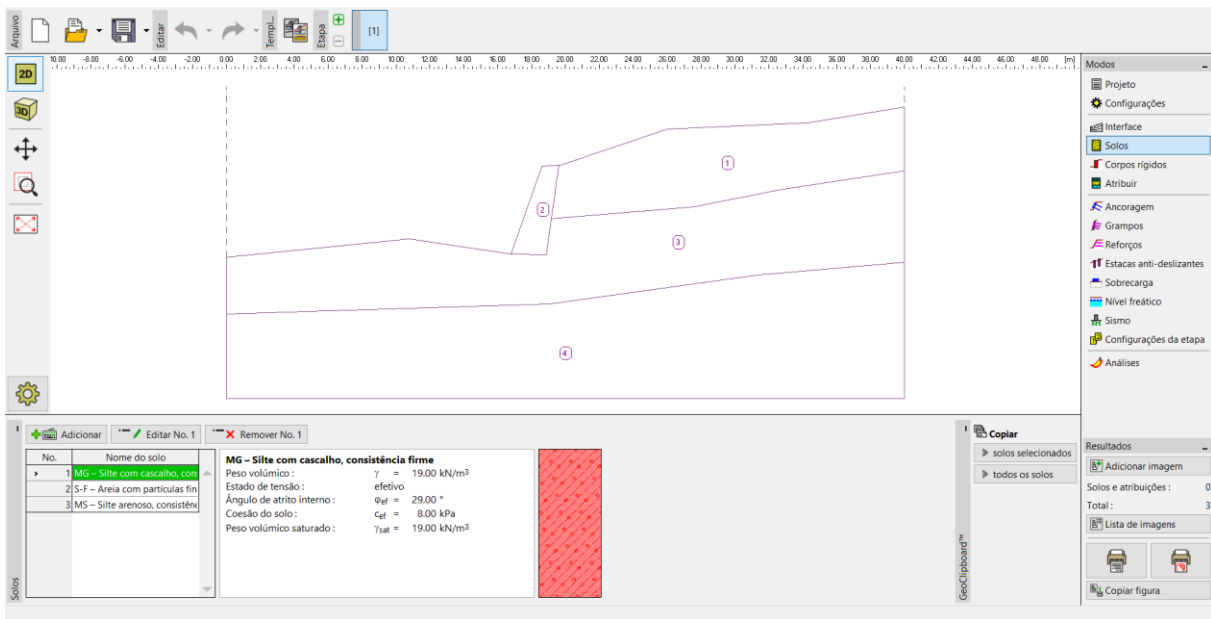 Arquivo
Editar
Templ...
Etapa
[1]
2D
3D
10.00 -8.00 -6.00 -4.00 -2.00 0.00 2.00 4.00 6.00 8.00 10.00 12.00 14.00 16.00 18.00 20.00 22.00 24.00 26.00 28.00 30.00 32.00 34.00 36.00 38.00 40.00 42.00 44.00 46.00 48.00 [m]
1
2
3
4
Modos
Projeto
Configurações
Interface
Solos
Corpos rígidos
Atribuir
Ancoragem
Grampos
Reforços
Estacas anti-deslizantes
Sobrecarga
Nível freático
Sismo
Configurações da etapa
Análises
Solos
Adicionar
Editar No. 1
Remover No. 1
No. Nome do solo
1 MG – Silte com cascalho, con
2 S-F – Areia com partículas fin
3 MS – Silte arenoso, consistênc
MG – Silte com cascalho, consistência firme
Peso volúmico : γ = 19.00 kN/m³
Estado de tensão : efetivo
Ângulo de atrito interno : φef = 29.00 °
Coesão do solo : cef = 8.00 kPa
Peso volúmico saturado : γsat = 19.00 kN/m³
GeoClipboard™
Copiar
solos selecionados
todos os solos
Resultados
Adicionar imagem
Solos e atribuições : 0
Total : 3
Lista de imagens
Copiar figura